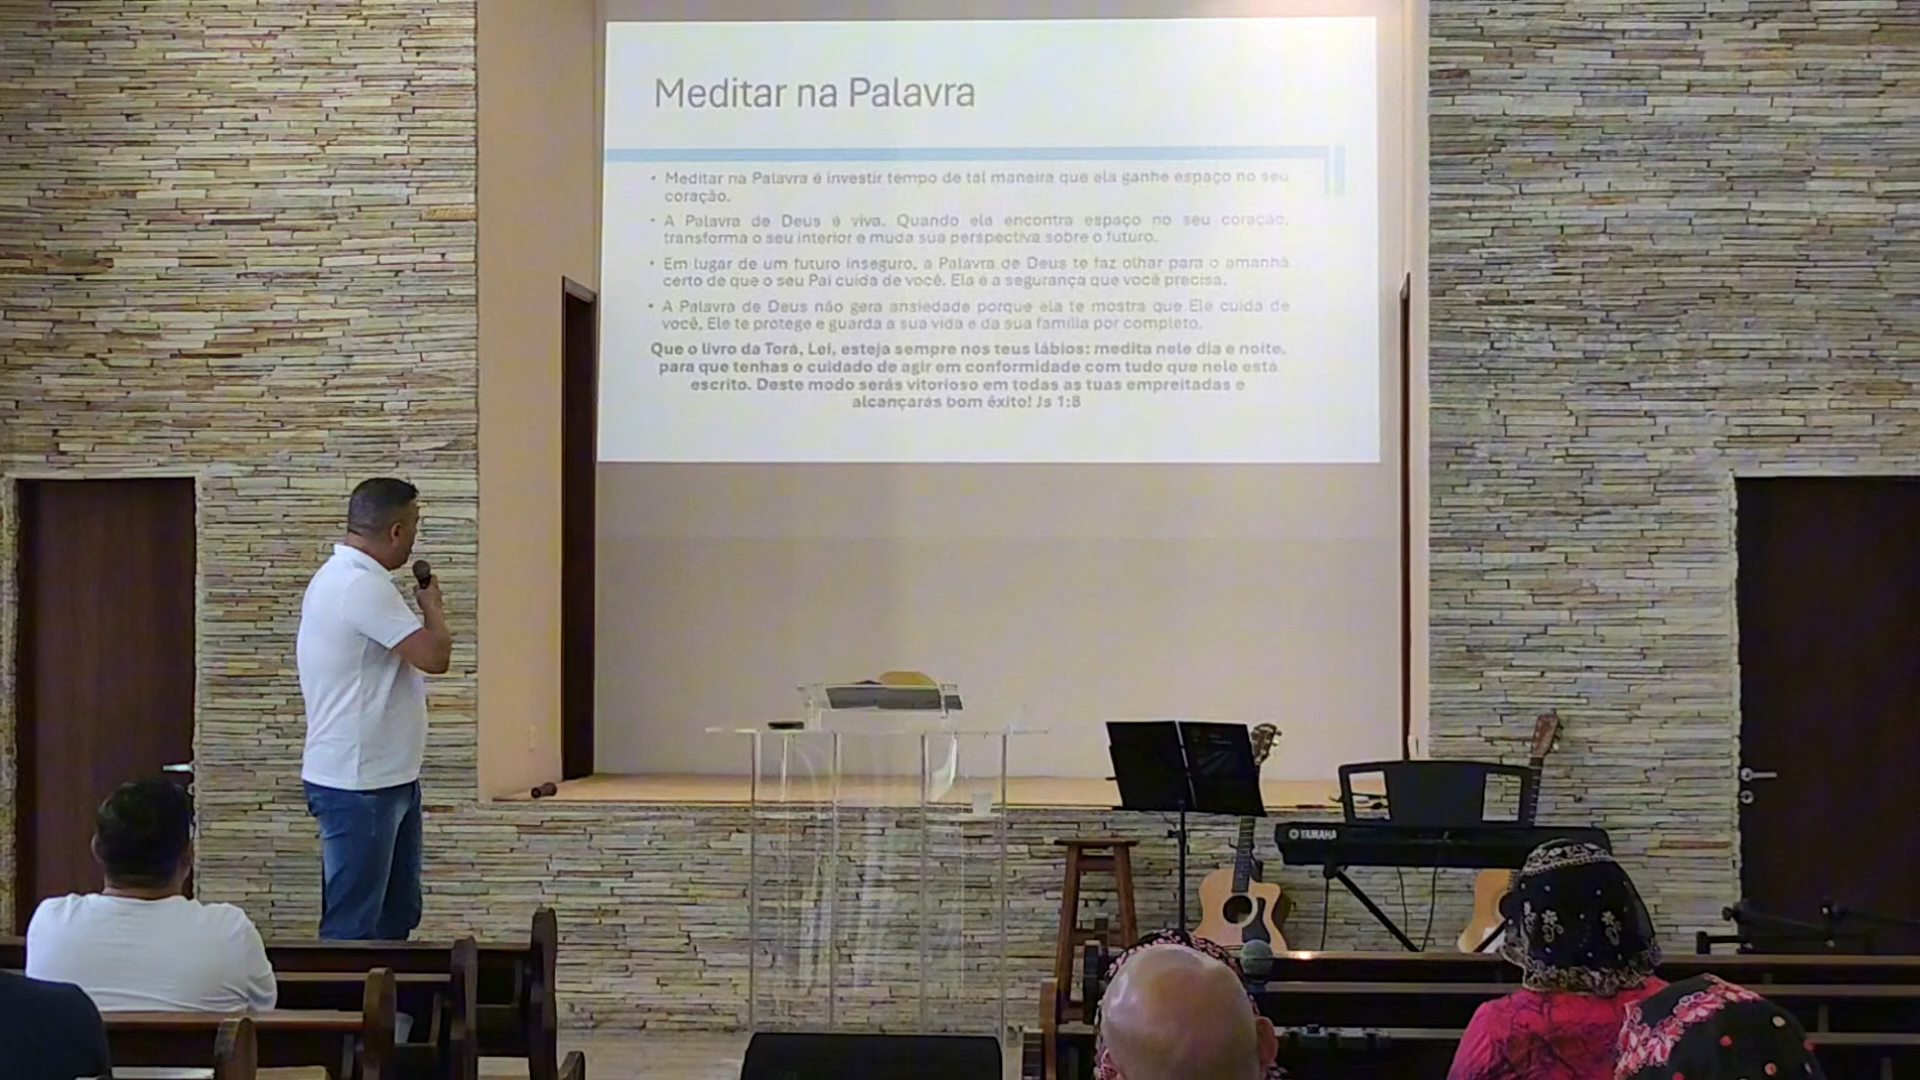 Meditar na Palavra
• Meditar na Palavra é investir tempo de tal maneira que ela ganhe espaço no seu
coração.
• A Palavra de Deus é viva. Quando ela encontra espaço no seu coração,
transforma o seu interior e muda sua perspectiva sobre o futuro.
• Em lugar de um futuro inseguro, a Palavra de Deus te faz olhar para o amanhã
certo de que o seu Pai cuida de você. Ela é a segurança que você precisa.
• A Palavra de Deus não gera ansiedade porque ela te mostra que Ele cuida de
você, Ele te protege e guarda a sua vida e da sua família por completo.
Que o livro da Torá, Lei, esteja sempre nos teus lábios: medita nele dia e noite,
para que tenhas o cuidado de agir em conformidade com tudo que nele está
escrito. Deste modo serás vitorioso em todas as tuas empreitadas e
alcançarás bom êxito! Js 1:8
YAMAHA